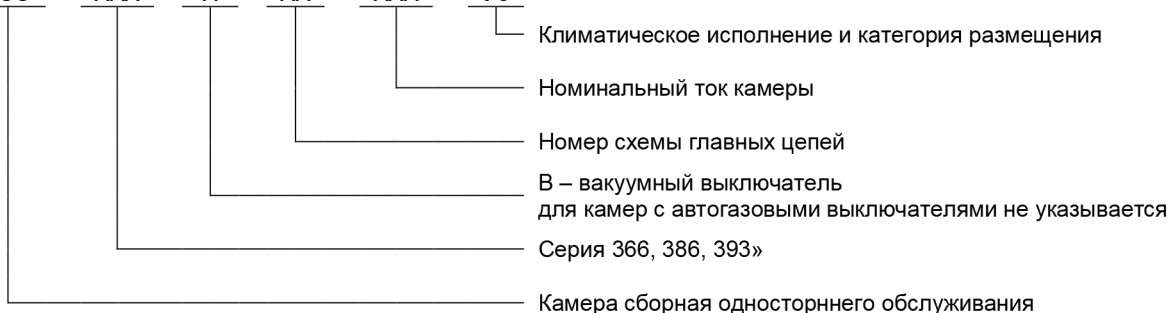 Климатическое исполнение и категория размещения
Номинальный ток камеры
Номер схемы главных цепей
В – вакуумный выключатель
для камер с автогазовыми выключателями не указывается
Серия 366, 386, 393»
Камера сборная односторннего обслуживания